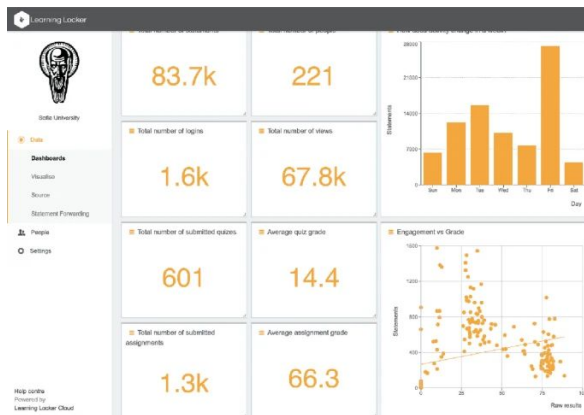 Learning Locker
Sofia University
Data
Dashboards
Visualise
Source
Statement Forwarding
People
Settings
Help centre
Powered by
Learning Locker Cloud
83.7k
221
Total number of logins
1.6k
Total number of views
67.8k
Total number of submitted quizes
601
Average quiz grade
14.4
Total number of submitted
assignments
1.3k
Average assignment grade
66.3
28000
21000
14000
7000
0
Statements
Sun Mon Tue Wed Thu Fri Sat
Day
Engagement vs Grade
1600
1200
800
400
0
Statements
0 25 50 75 100
Raw results